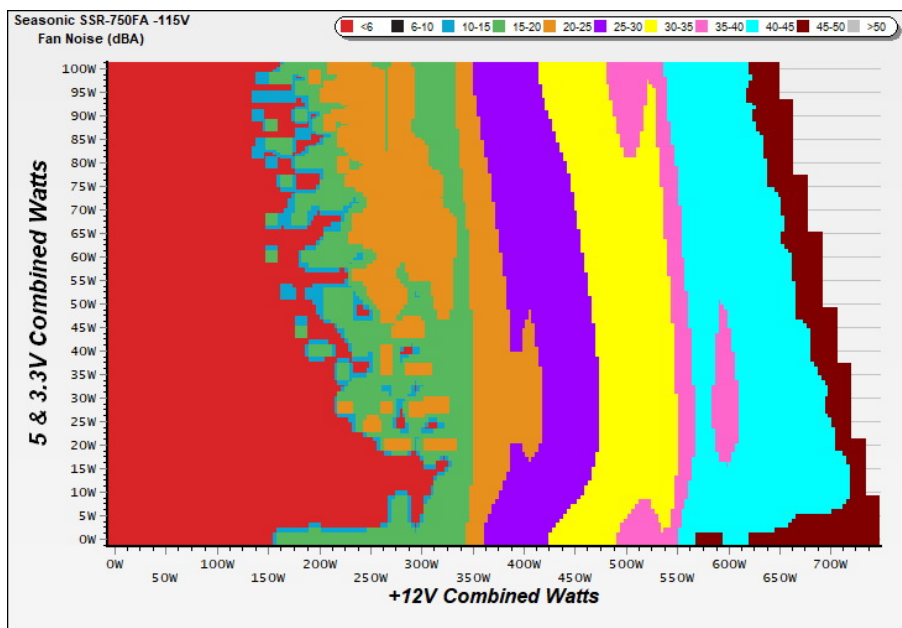 Seasonic SSR-750FA -115V
Fan Noise (dBA)
<6 6-10 10-15 15-20 20-25 25-30 30-35 35-40 40-45 45-50 >50
5 & 3.3V Combined Watts
100W
95W
90W
85W
80W
75W
70W
65W
60W
55W
50W
45W
40W
35W
30W
25W
20W
15W
10W
5W
0W
0W 100W 200W 300W 400W 500W 600W 700W
50W 150W 250W 350W 450W 550W 650W
+12V Combined Watts